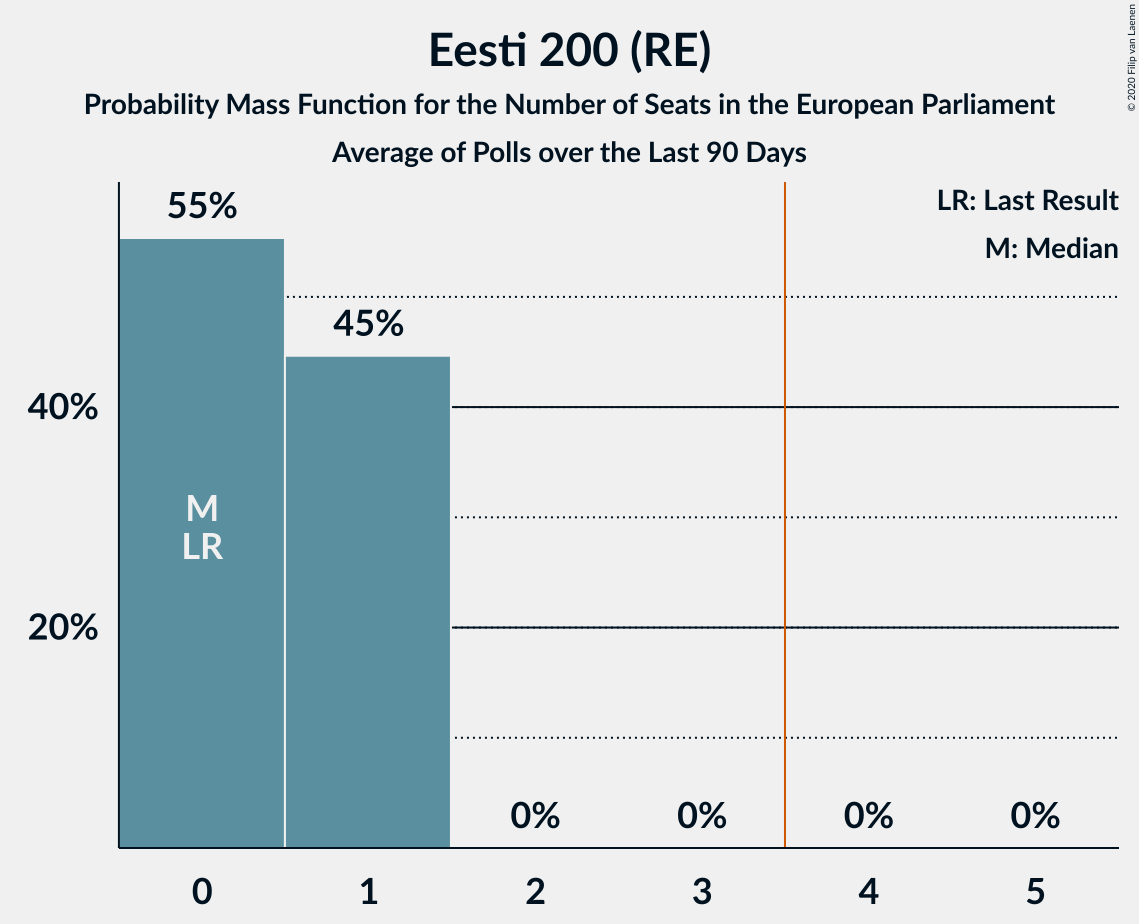 Eesti 200 (RE)
Probability Mass Function for the Number of Seats in the European Parliament
Average of Polls over the Last 90 Days
© 2020 Filip van Laenen
LR: Last Result
M: Median
55%
45%
40%
M
LR
20%
0%
0%
0%
0%
0
1
2
3
4
5